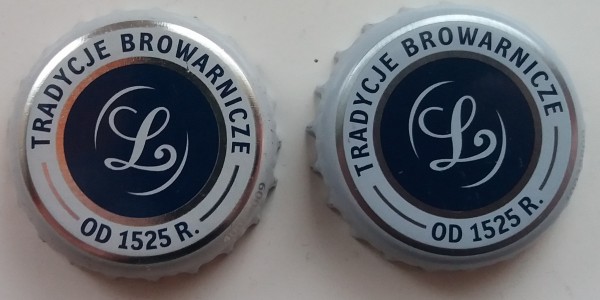 TRADYCJE BROWARNICZE
L
OD 1525 R.
TRADYCJE BROWARNICZE
L
OD 1525 R.